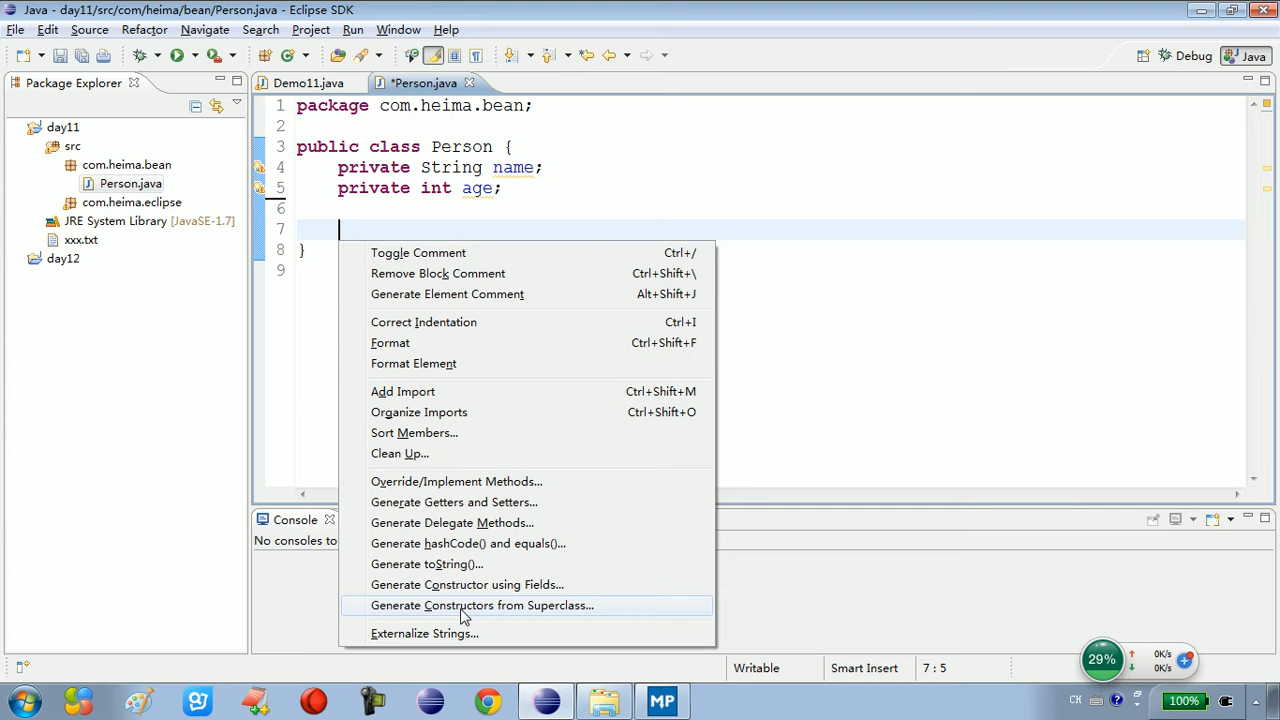 Java - day11/src/com/heima/bean/Person.java - Eclipse SDK
File Edit Source Refactor Navigate Search Project Run Window Help
Debug Java
Package Explorer
day11
src
com.heima.bean
Person.java
com.heima.eclipse
JRE System Library [JavaSE-1.7]
xxx.txt
day12
Demo11.java *Person.java
1 package com.heima.bean;
2
3 public class Person {
4 private String name;
5 private int age;
6
7
8 }
9
Toggle Comment Ctrl+/
Remove Block Comment Ctrl+Shift+\
Generate Element Comment Alt+Shift+J
Correct Indentation Ctrl+I
Format Ctrl+Shift+F
Format Element
Add Import Ctrl+Shift+M
Organize Imports Ctrl+Shift+O
Sort Members...
Clean Up...
Override/Implement Methods...
Generate Getters and Setters...
Generate Delegate Methods...
Generate hashCode() and equals()...
Generate toString()...
Generate Constructor using Fields...
Generate Constructors from Superclass...
Externalize Strings...
Console
No consoles to
Writable Smart Insert 7 : 5
29% 0K/s
0K/s
MP CH 100%